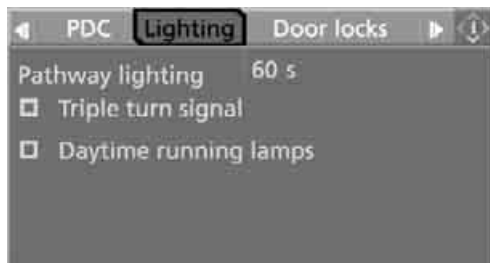 PDC Lighting Door locks
Pathway lighting 60 s
Triple turn signal
Daytime running lamps